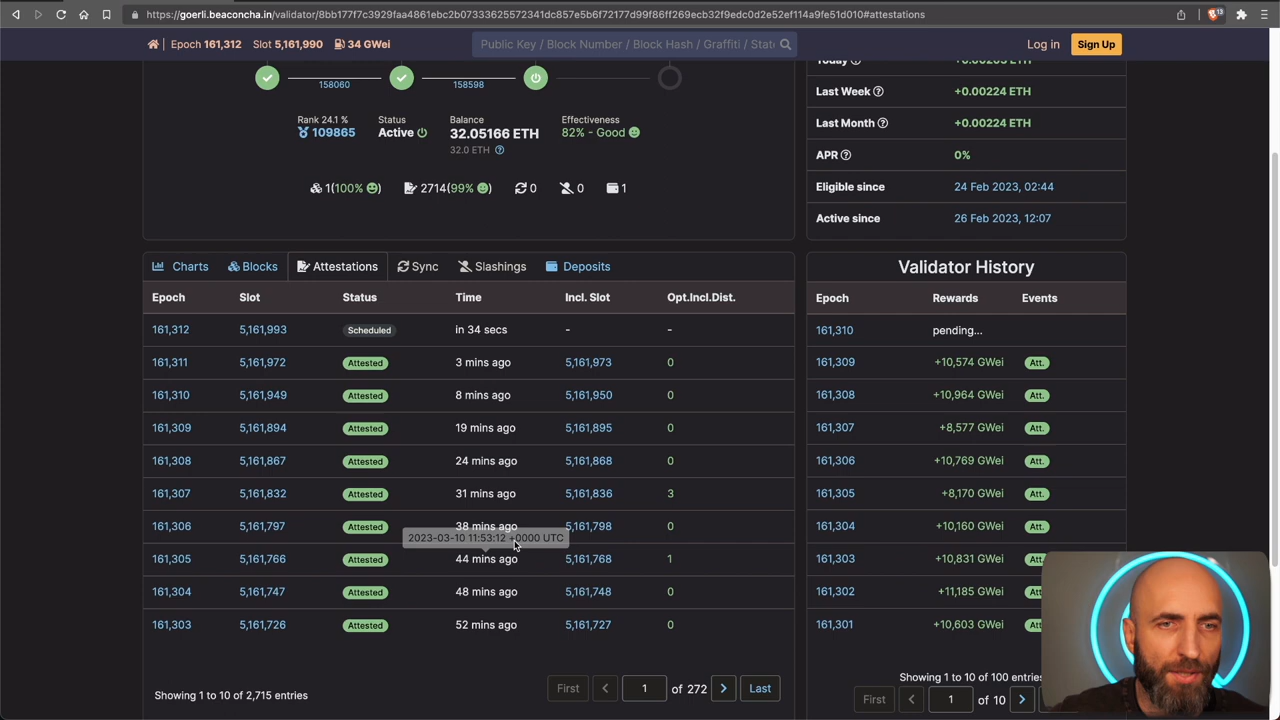 https://goerli.beaconcha.in/validator/8bb177f7c3929faa4861ebc2b07333625572341dc857e5b6f72177d99f86ff269ecb32f9edc0d2e52ef114a9fe51d010#attestations
13
Epoch 161,312 Slot 5,161,990 34 GWei
Public Key / Block Number / Block Hash / Graffiti / State
Log in
Sign Up
158060
158598
Rank 24.1 %
109865
Status
Active
Balance
32.05166 ETH
32.0 ETH
Effectiveness
82% - Good
1(100%)
2714(99%)
0
0
1
Today +0.00203 ETH
Last Week +0.00224 ETH
Last Month +0.00224 ETH
APR 0%
Eligible since 24 Feb 2023, 02:44
Active since 26 Feb 2023, 12:07
Charts Blocks Attestations Sync Slashings Deposits
Epoch Slot Status Time Incl. Slot Opt.Incl.Dist.
161,312 5,161,993 Scheduled in 34 secs - -
161,311 5,161,972 Attested 3 mins ago 5,161,973 0
161,310 5,161,949 Attested 8 mins ago 5,161,950 0
161,309 5,161,894 Attested 19 mins ago 5,161,895 0
161,308 5,161,867 Attested 24 mins ago 5,161,868 0
161,307 5,161,832 Attested 31 mins ago 5,161,836 3
161,306 5,161,797 Attested 38 mins ago 5,161,798 0
2023-03-10 11:53:12 +0000 UTC
161,305 5,161,766 Attested 44 mins ago 5,161,768 1
161,304 5,161,747 Attested 48 mins ago 5,161,748 0
161,303 5,161,726 Attested 52 mins ago 5,161,727 0
Showing 1 to 10 of 2,715 entries
First 1 of 272 Last
Validator History
Epoch Rewards Events
161,310 pending...
161,309 +10,574 GWei Att.
161,308 +10,964 GWei Att.
161,307 +8,577 GWei Att.
161,306 +10,769 GWei Att.
161,305 +8,170 GWei Att.
161,304 +10,160 GWei Att.
161,303 +10,831 GWei Att.
161,302 +11,185 GWei Att.
161,301 +10,603 GWei
Showing 1 to 10 of 100 entries
First 1 of 10